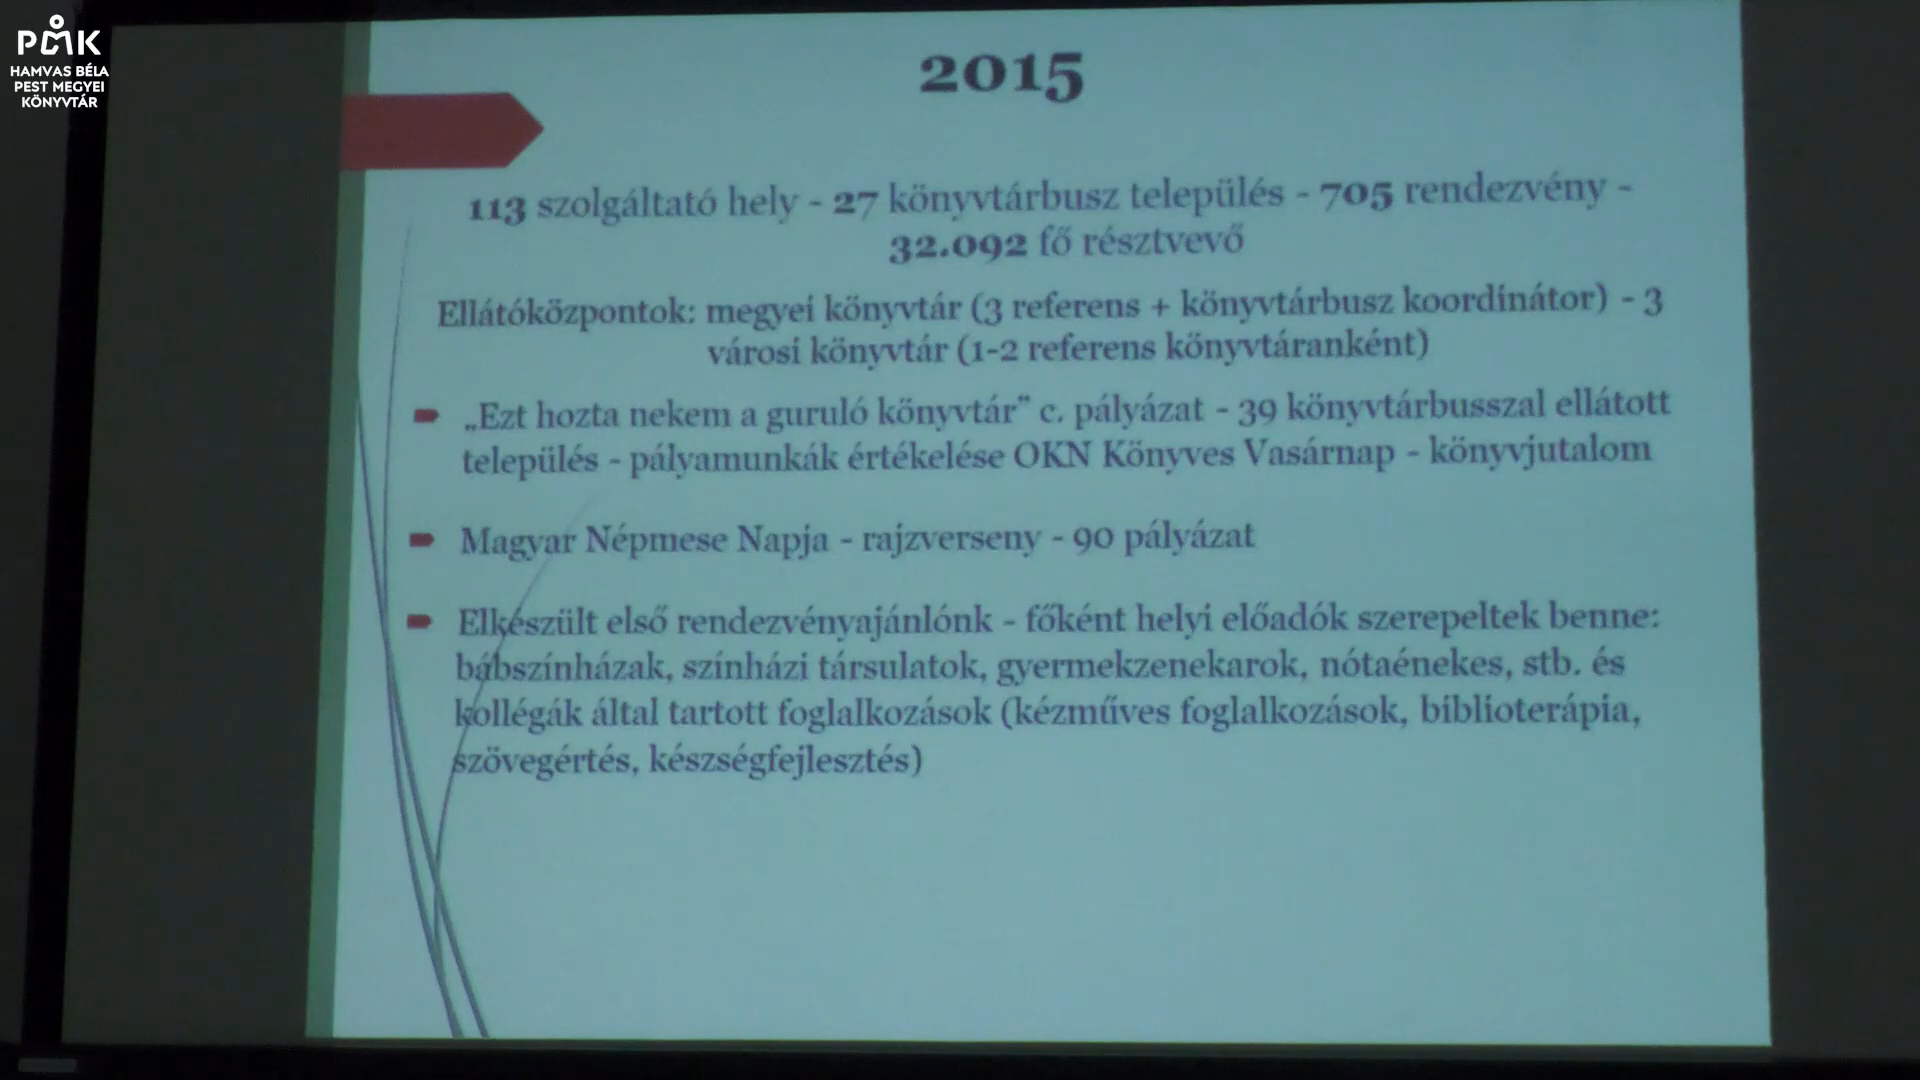 PMK
HAMVAS BÉLA
PEST MEGYEI
KÖNYVTÁR
2015
113 szolgáltató hely - 27 könyvtárbusz település - 705 rendezvény -
32.092 fő résztvevő
Ellátóközpontok: megyei könyvtár (3 referens + könyvtárbusz koordínátor) - 3
városi könyvtár (1-2 referens könyvtáranként)
„Ezt hozta nekem a guruló könyvtár" c. pályázat - 39 könyvtárbusszal ellátott
település - pályamunkák értékelése OKN Könyves Vasárnap - könyvjutalom
Magyar Népmese Napja - rajzverseny - 90 pályázat
Elkészült első rendezvényajánlónk - főként helyi előadók szerepeltek benne:
bábszínházak, színházi társulatok, gyermekzenekarok, nótaénekes, stb. és
kollégák által tartott foglalkozások (kézműves foglalkozások, biblioterápia,
szövegértés, készségfejlesztés)